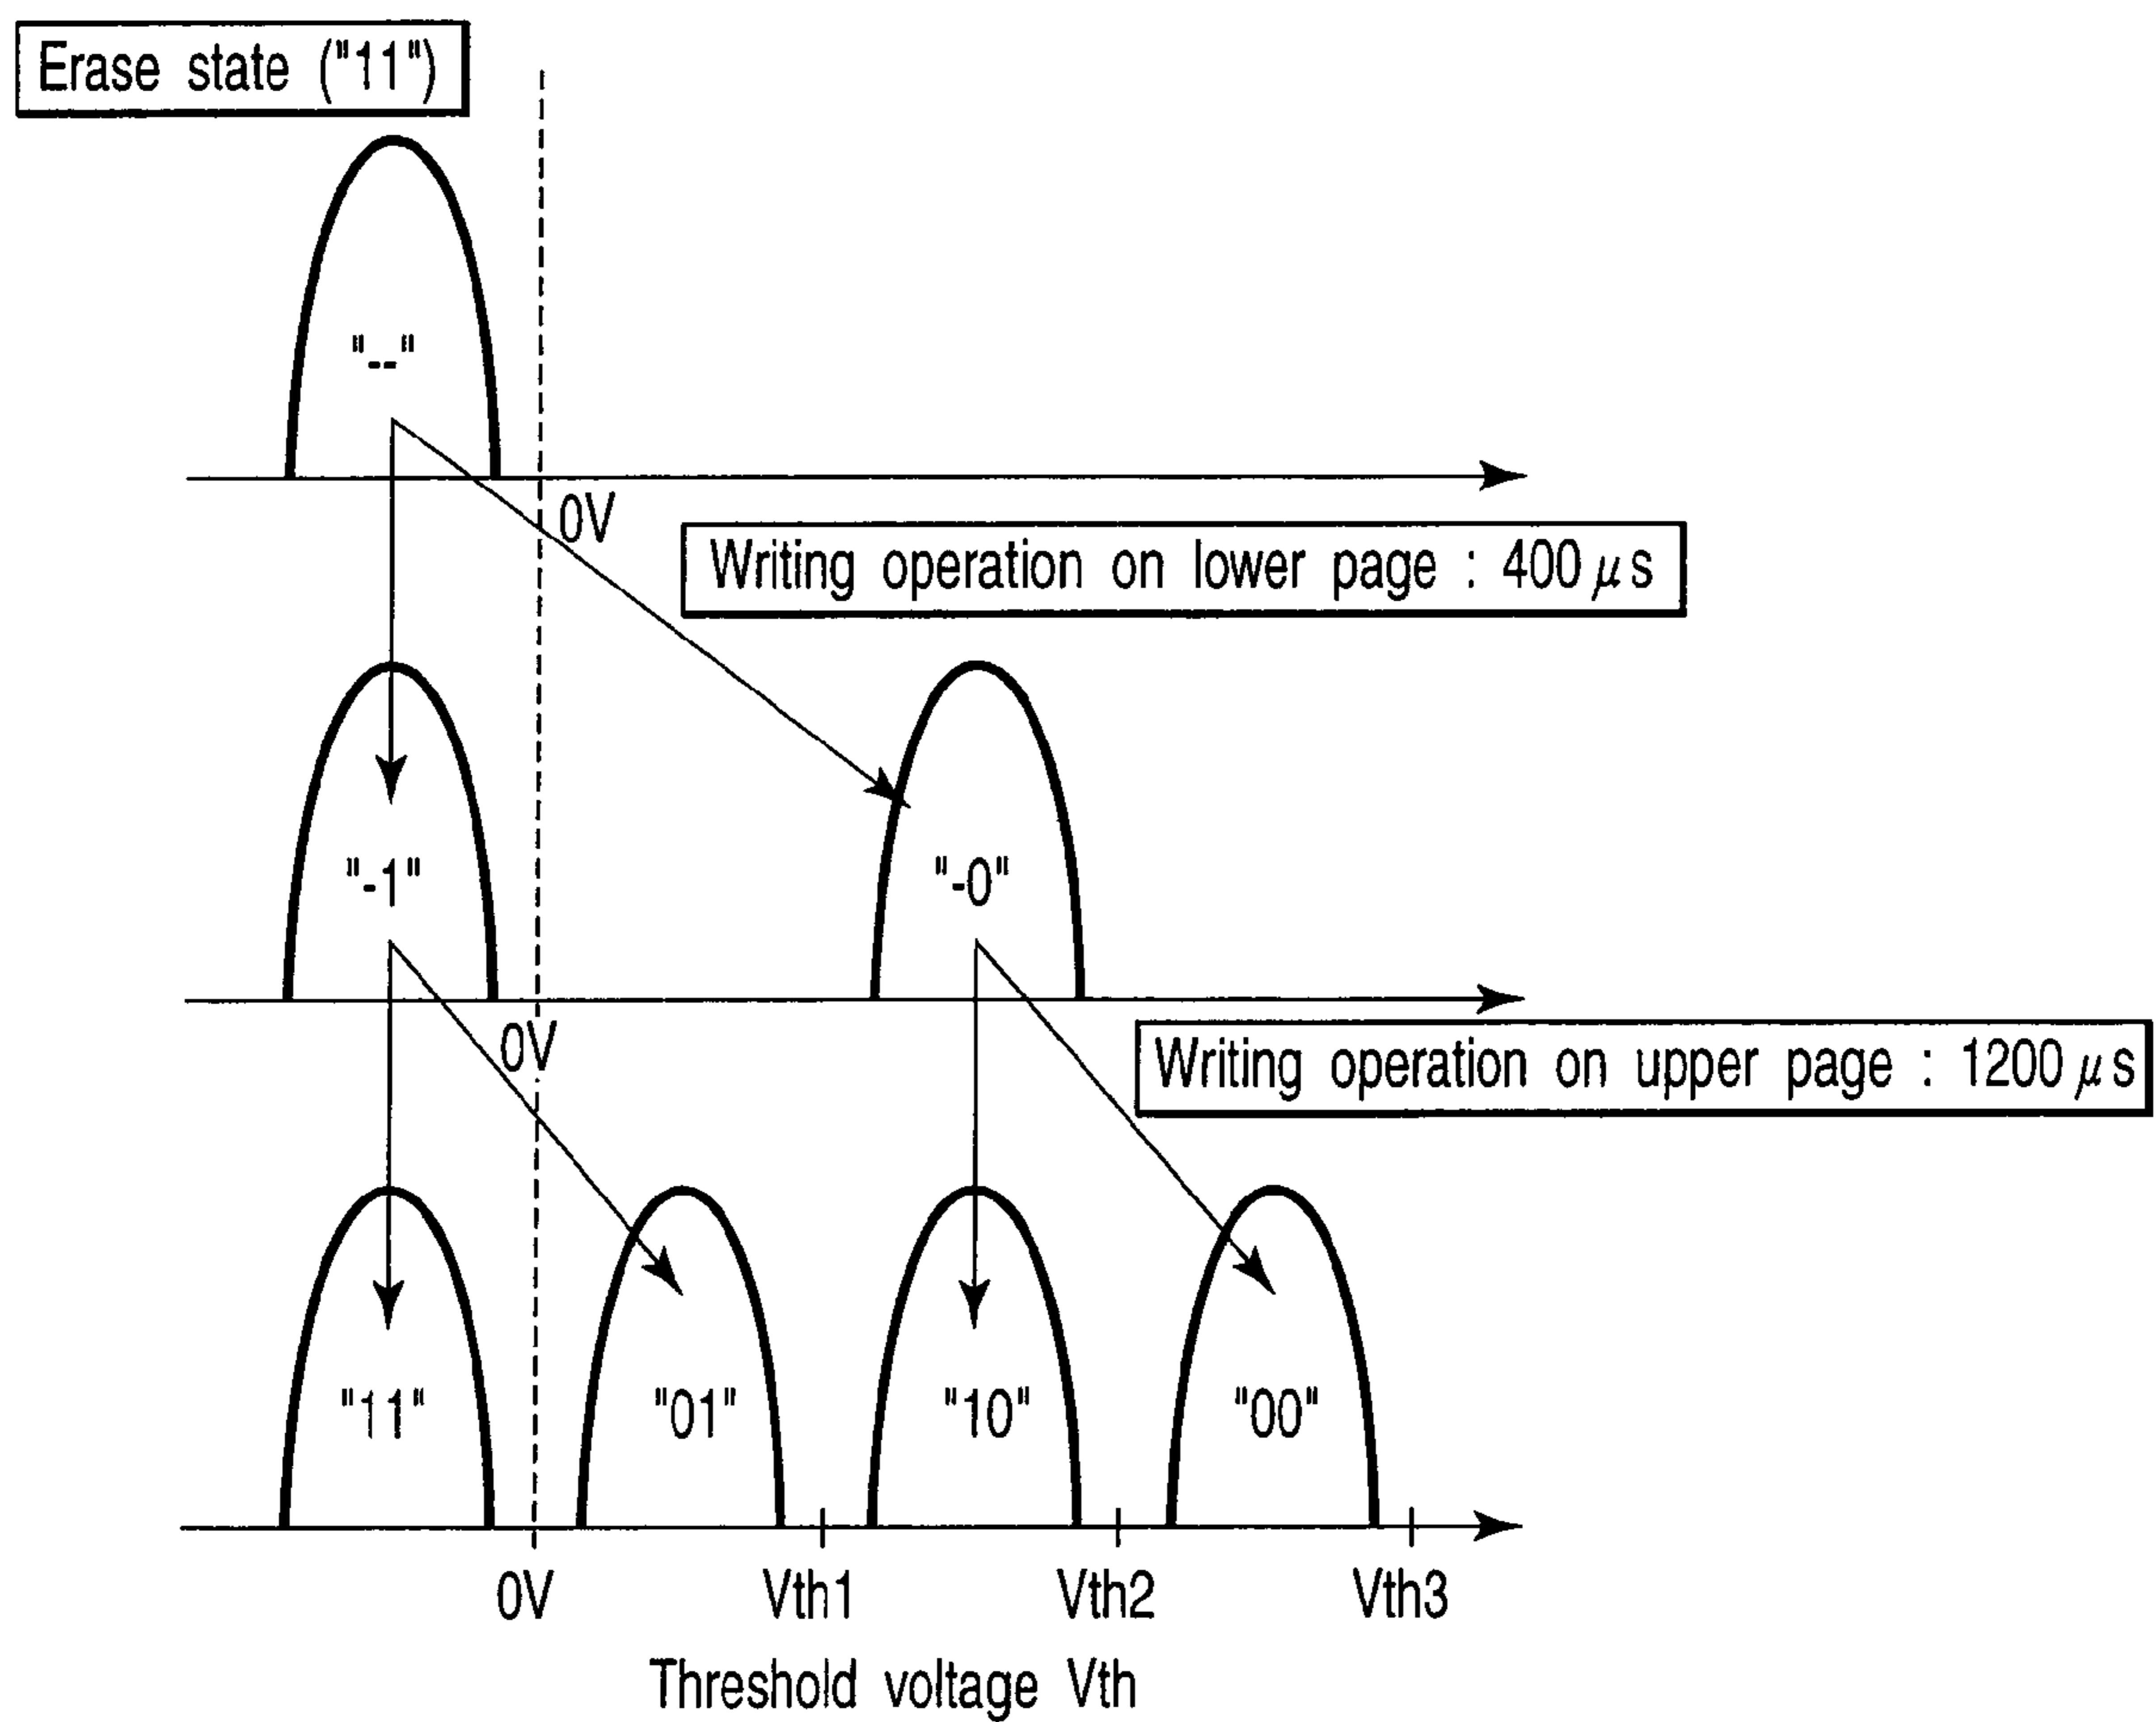 Erase state ("11")
"--"
0V
Writing operation on lower page : 400μs
"-1"
"-0"
0V
Writing operation on upper page : 1200μs
"11"
"01"
"10"
"00"
0V
Vth1
Vth2
Vth3
Threshold voltage Vth